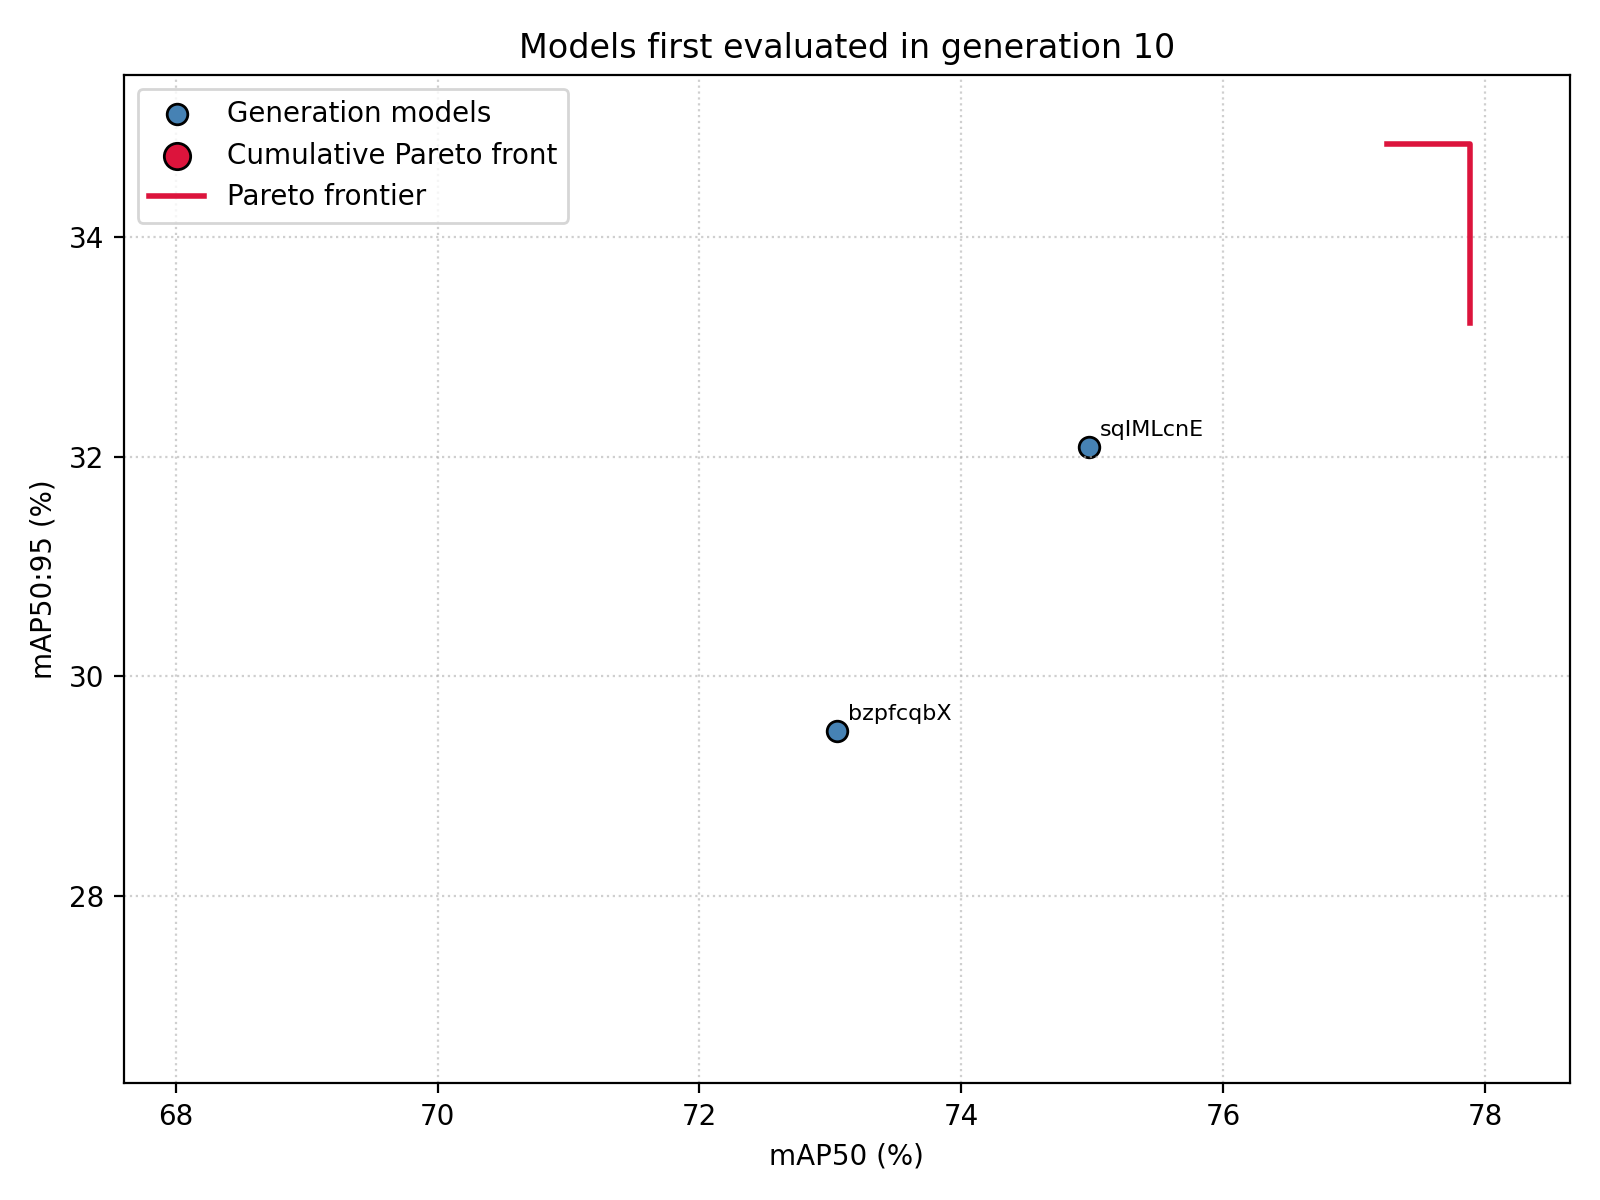 Models first evaluated in generation 10
Generation models
Cumulative Pareto front
Pareto frontier
34
32
30
28
mAP50:95 (%)
sqIMLcnE
bzpfcqbX
68 70 72 74 76 78
mAP50 (%)